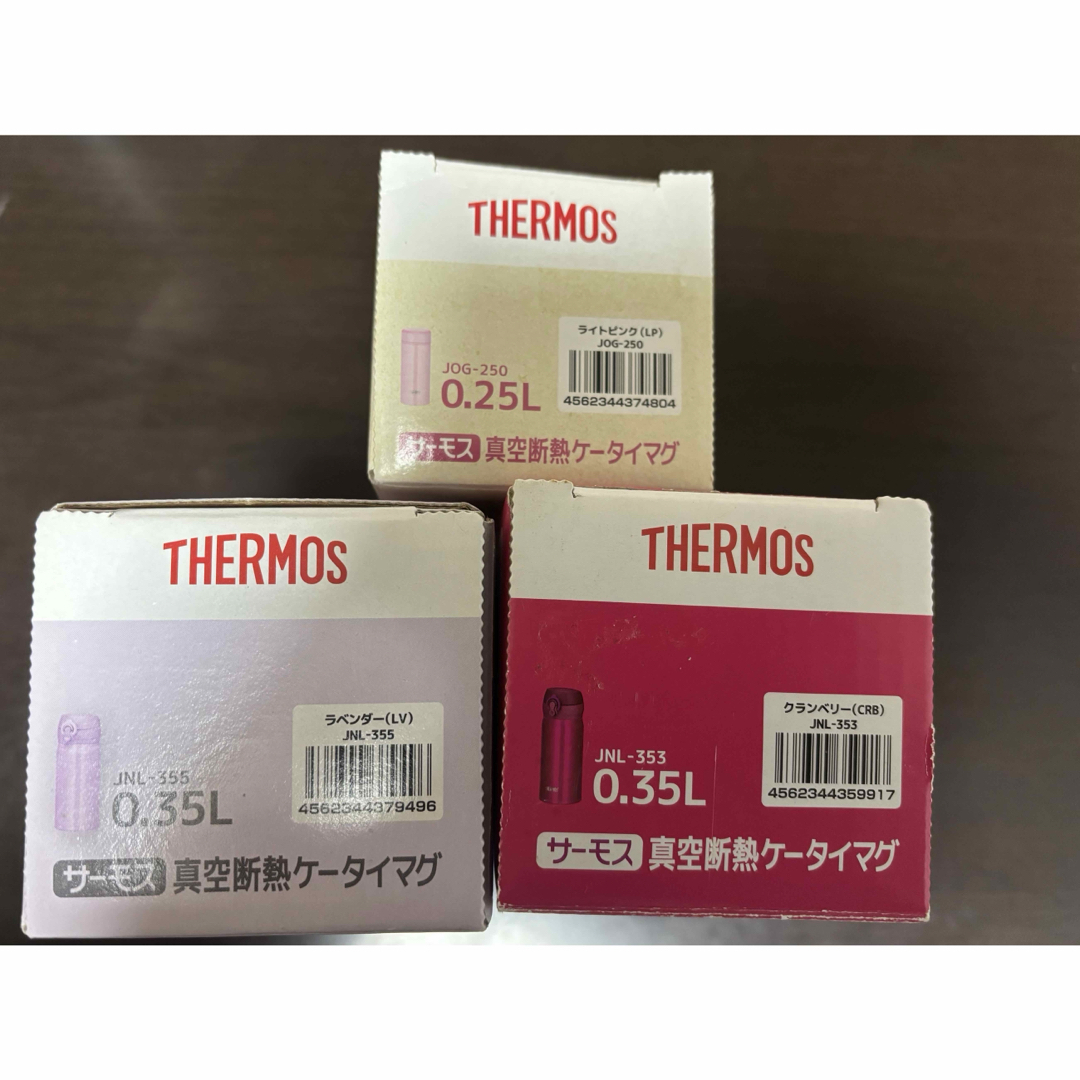 THERMOS
ライトピンク(LP)
JOG-250
4562344374804
JOG-250
0.25L
サーモス 真空断熱ケータイマグ
THERMOS
ラベンダー(LV)
JNL-355
4562344379496
JNL-355
0.35L
サーモス 真空断熱ケータイマグ
THERMOS
クランベリー(CRB)
JNL-353
4562344359917
JNL-353
0.35L
サーモス 真空断熱ケータイマグ